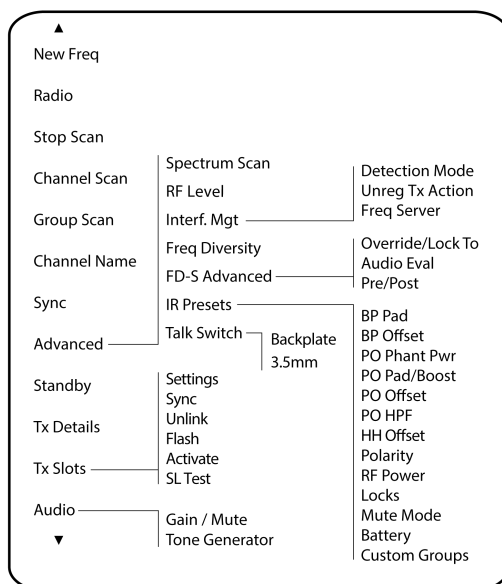 ▲
New Freq
Radio
Stop Scan
Channel Scan
Group Scan
Channel Name
Sync
Advanced
Standby
Tx Details
Tx Slots
Audio
▼
Spectrum Scan
RF Level
Interf. Mgt
Freq Diversity
FD-S Advanced
IR Presets
Talk Switch
Backplate
3.5mm
Detection Mode
Unreg Tx Action
Freq Server
Override/Lock To
Audio Eval
Pre/Post
BP Pad
BP Offset
PO Phant Pwr
PO Pad/Boost
PO Offset
PO HPF
HH Offset
Polarity
RF Power
Locks
Mute Mode
Battery
Custom Groups
Settings
Sync
Unlink
Flash
Activate
SL Test
Gain / Mute
Tone Generator